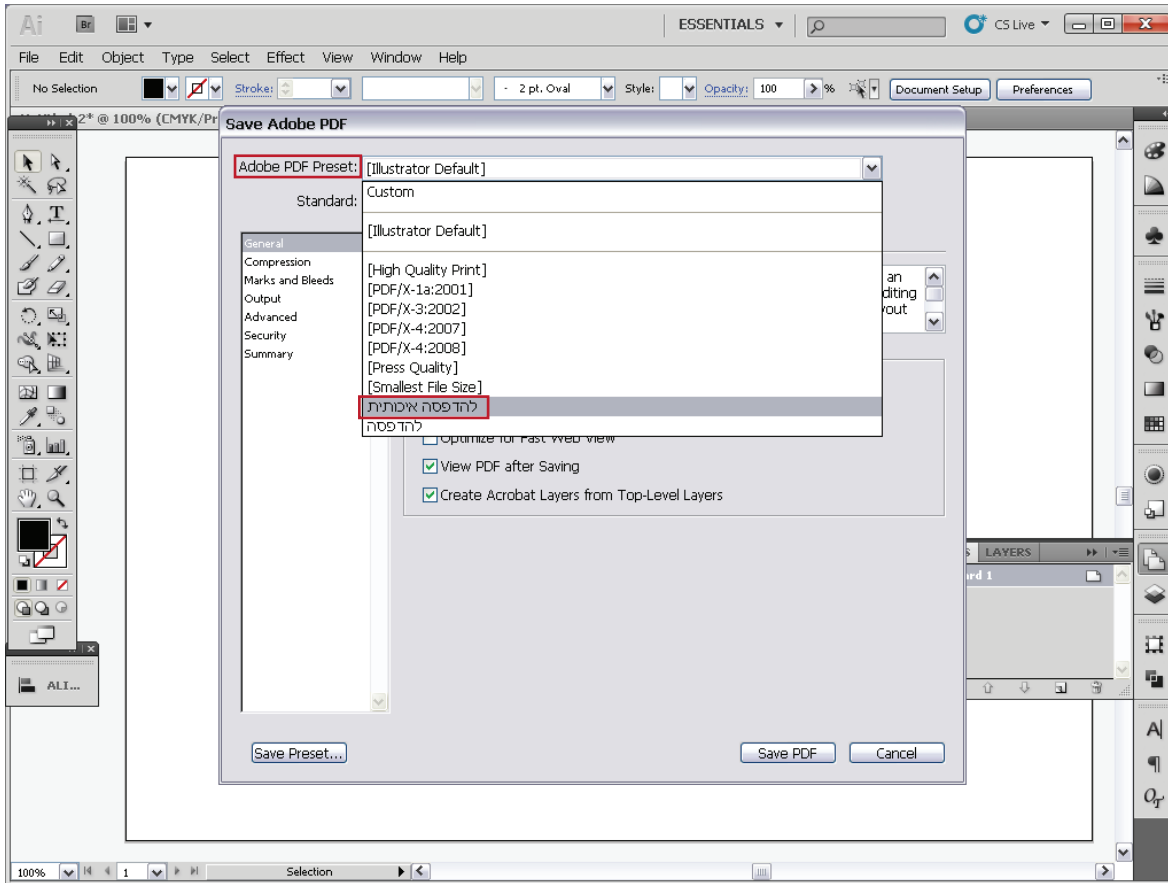 Ai Br ESSENTIALS CS Live
File Edit Object Type Select Effect View Window Help
No Selection Stroke: - 2 pt. Oval Style: Opacity: 100 % Document Setup Preferences
2* @ 100% (CMYK/Pr
Save Adobe PDF
Adobe PDF Preset: [Illustrator Default]
Standard:
Custom
[Illustrator Default]
[High Quality Print]
[PDF/X-1a:2001]
[PDF/X-3:2002]
[PDF/X-4:2007]
[PDF/X-4:2008]
[Press Quality]
[Smallest File Size]
להדפסה איכותית
להדפסה
General
Compression
Marks and Bleeds
Output
Advanced
Security
Summary
an
diting
yout
Optimize for Fast Web View
View PDF after Saving
Create Acrobat Layers from Top-Level Layers
S LAYERS
ard 1
ALI...
Save Preset... Save PDF Cancel
100% 1 Selection